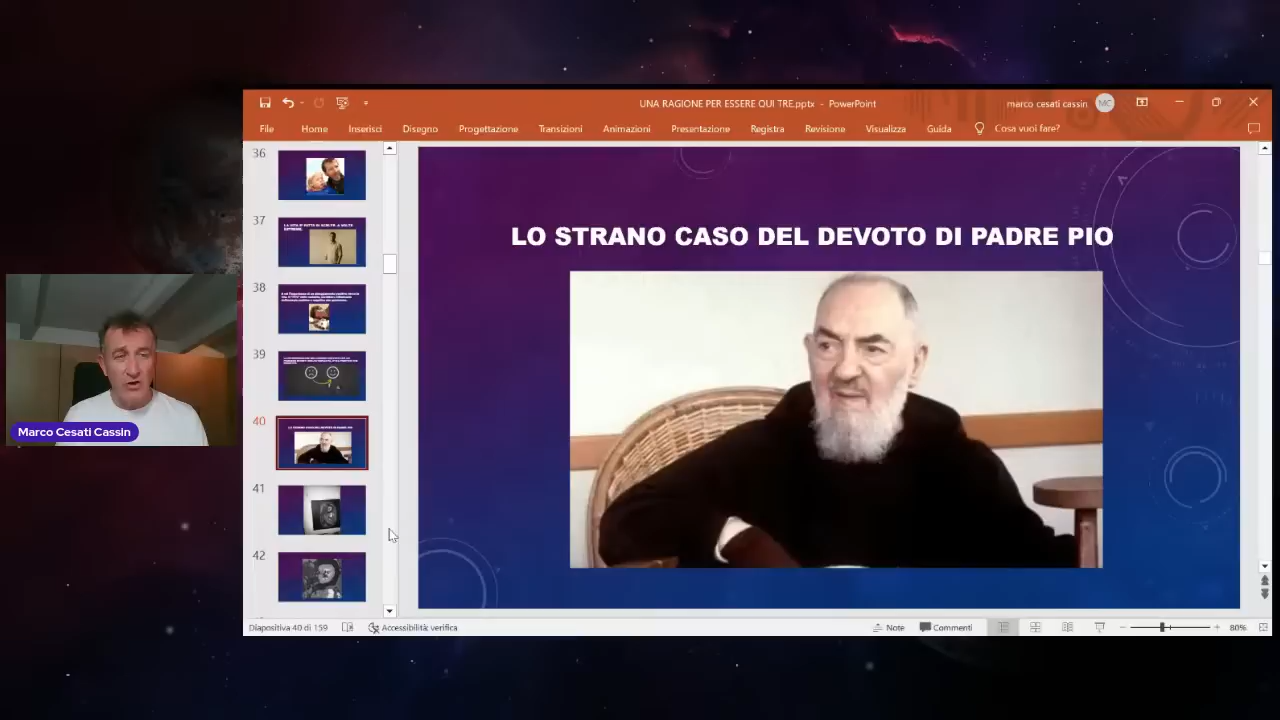 UNA RAGIONE PER ESSERE QUI TRE.pptx - PowerPoint
marco cesati cassin
MC
File Home Inserisci Disegno Progettazione Transizioni Animazioni Presentazione Registra Revisione Visualizza Guida Cosa vuoi fare?
36
37
38
39
40
41
42
LO STRANO CASO DEL DEVOTO DI PADRE PIO
Marco Cesati Cassin
Diapositiva 40 di 159
Accessibilità: verifica
Note
Commenti
80%